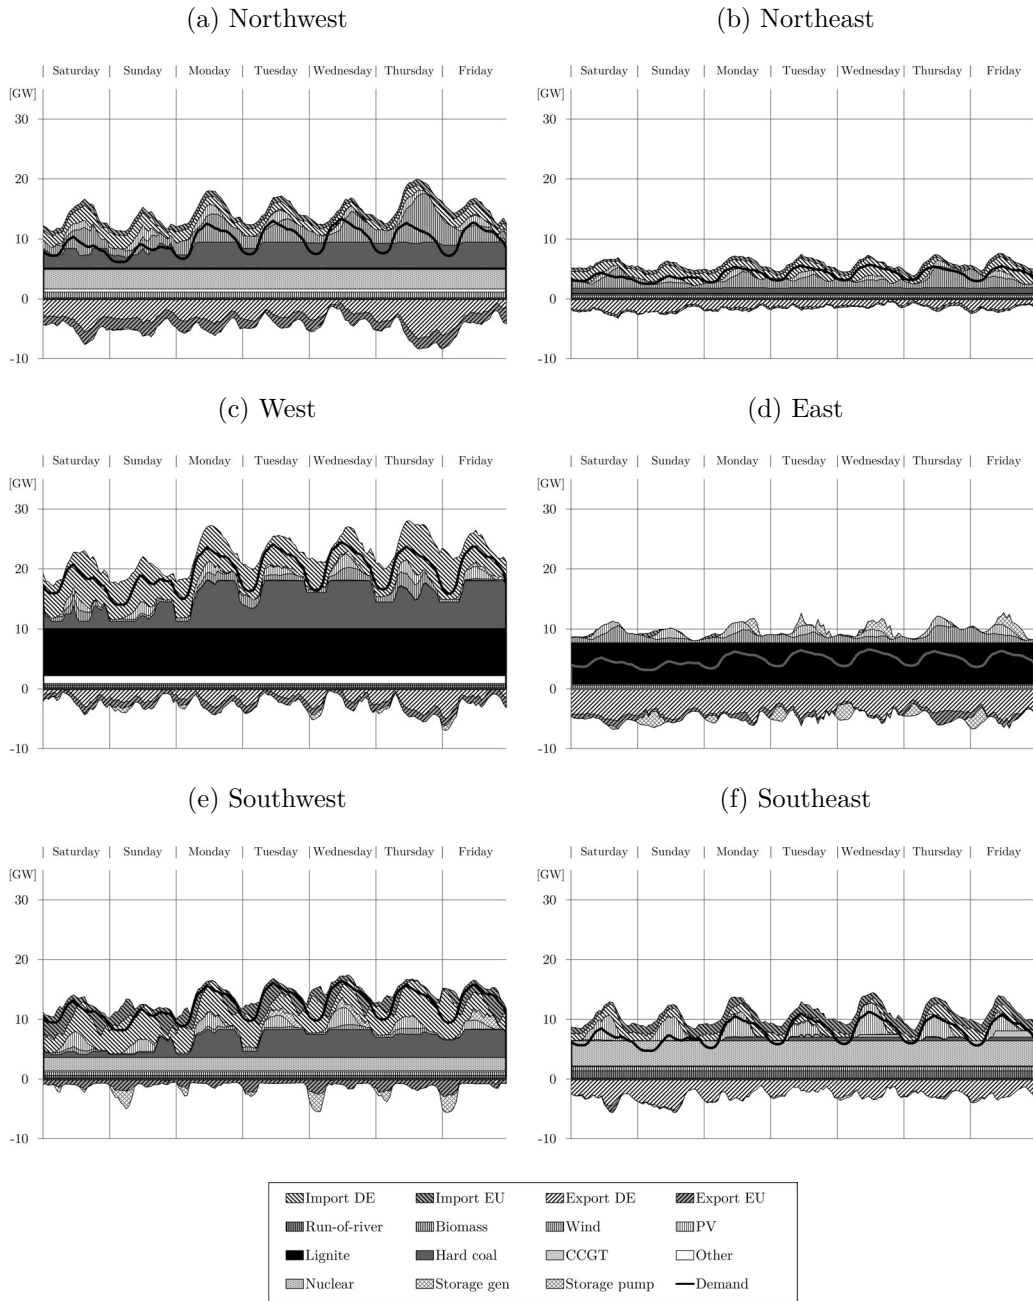 (a) Northwest
(b) Northeast
| Saturday | Sunday | Monday | Tuesday |Wednesday| Thursday | Friday
| Saturday | Sunday | Monday | Tuesday |Wednesday| Thursday | Friday
[GW]
30
20
10
0
-10
[GW]
30
20
10
0
-10
(c) West
(d) East
| Saturday | Sunday | Monday | Tuesday |Wednesday| Thursday | Friday
| Saturday | Sunday | Monday | Tuesday |Wednesday| Thursday | Friday
[GW]
30
20
10
0
-10
[GW]
30
20
10
0
-10
(e) Southwest
(f) Southeast
| Saturday | Sunday | Monday | Tuesday |Wednesday| Thursday | Friday
| Saturday | Sunday | Monday | Tuesday |Wednesday| Thursday | Friday
[GW]
30
20
10
0
-10
[GW]
30
20
10
0
-10
Import DE Import EU Export DE Export EU
Run-of-river Biomass Wind PV
Lignite Hard coal CCGT Other
Nuclear Storage gen Storage pump Demand